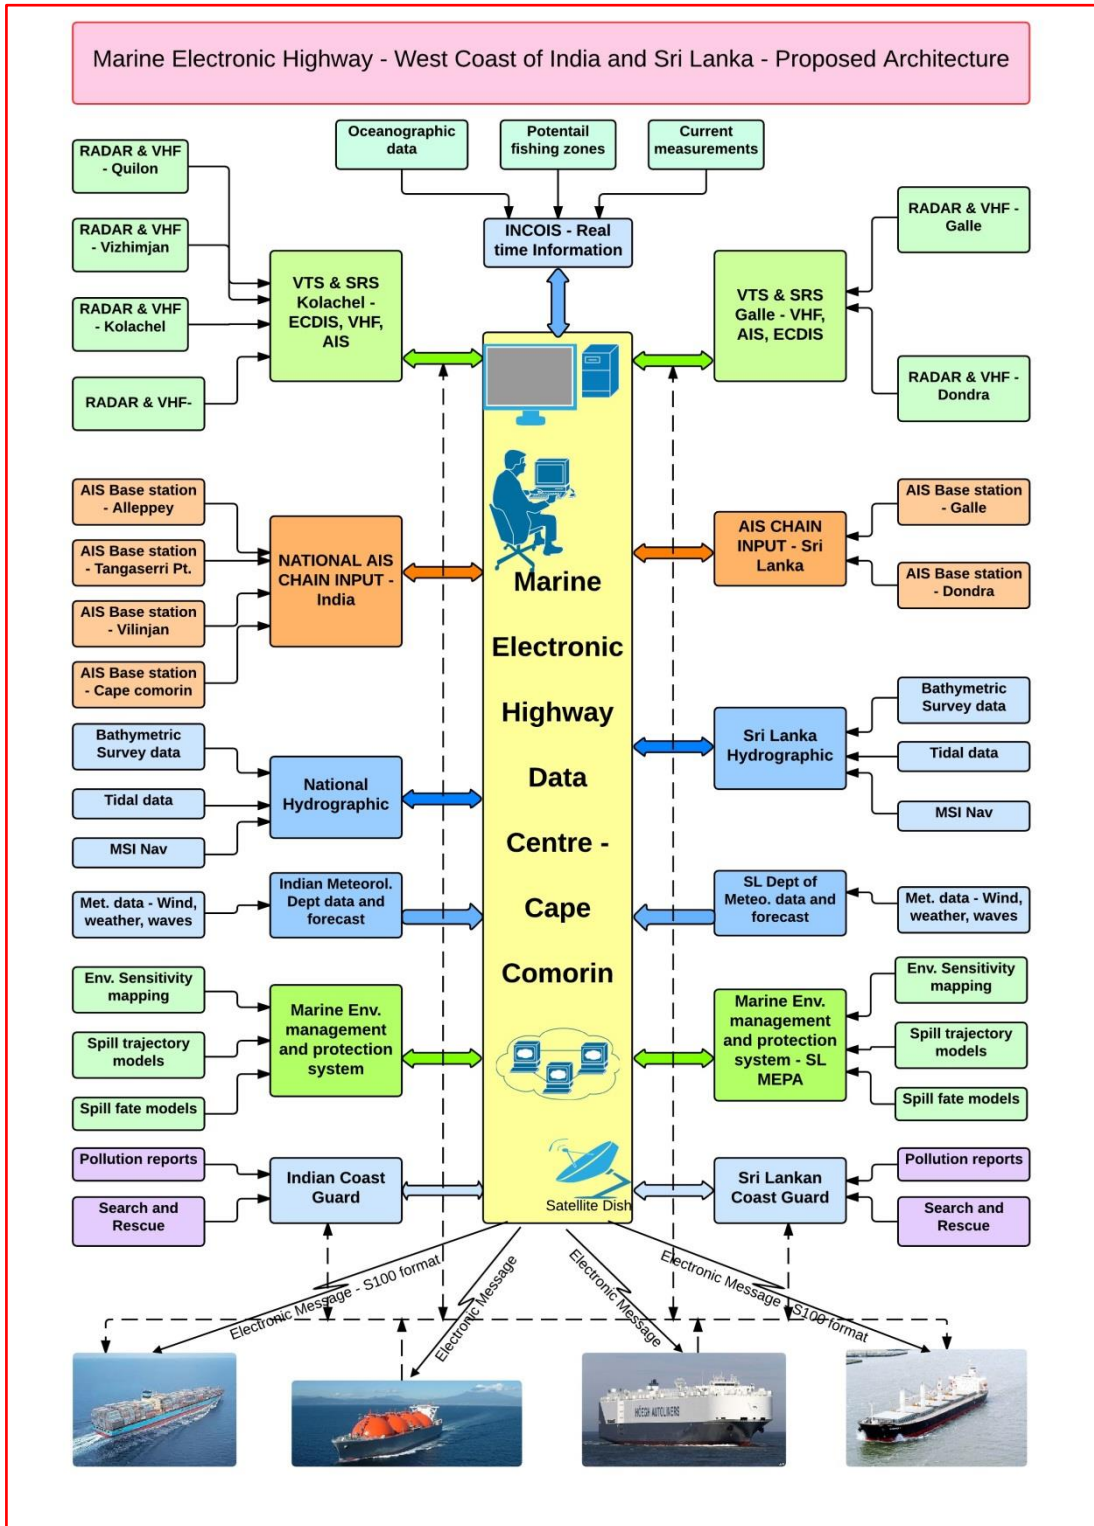 Marine Electronic Highway - West Coast of India and Sri Lanka - Proposed Architecture
Oceanographic
data
Potentail
fishing zones
Current
measurements
INCOIS - Real
time Information
RADAR & VHF
- Quilon
RADAR & VHF
- Vizhimjan
RADAR & VHF
- Kolachel
RADAR & VHF-
VTS & SRS
Kolachel -
ECDIS, VHF,
AIS
VTS & SRS
Galle - VHF,
AIS, ECDIS
RADAR & VHF -
Galle
RADAR & VHF -
Dondra
AIS Base station
- Alleppey
AIS Base station
- Tangaserri Pt.
AIS Base station
- Vilinjan
AIS Base station
- Cape comorin
NATIONAL AIS
CHAIN INPUT -
India
AIS CHAIN
INPUT - Sri
Lanka
AIS Base station
- Galle
AIS Base station
- Dondra
Marine
Electronic
Highway
Data
Centre -
Cape
Comorin
Bathymetric
Survey data
Tidal data
MSI Nav
National
Hydrographic
Sri Lanka
Hydrographic
Bathymetric
Survey data
Tidal data
MSI Nav
Met. data - Wind,
weather, waves
Indian Meteorol.
Dept data and
forecast
SL Dept of
Meteo. data and
forecast
Met. data - Wind,
weather, waves
Env. Sensitivity
mapping
Spill trajectory
models
Spill fate models
Marine Env.
management
and protection
system
Marine Env.
management
and protection
system - SL
MEPA
Env. Sensitivity
mapping
Spill trajectory
models
Spill fate models
Pollution reports
Search and
Rescue
Indian Coast
Guard
Satellite Dish
Sri Lankan
Coast Guard
Pollution reports
Search and
Rescue
Electronic Message - S100 format
Electronic Message
Electronic Message
Electronic Message - S100 format
HÖEGH AUTOLINERS